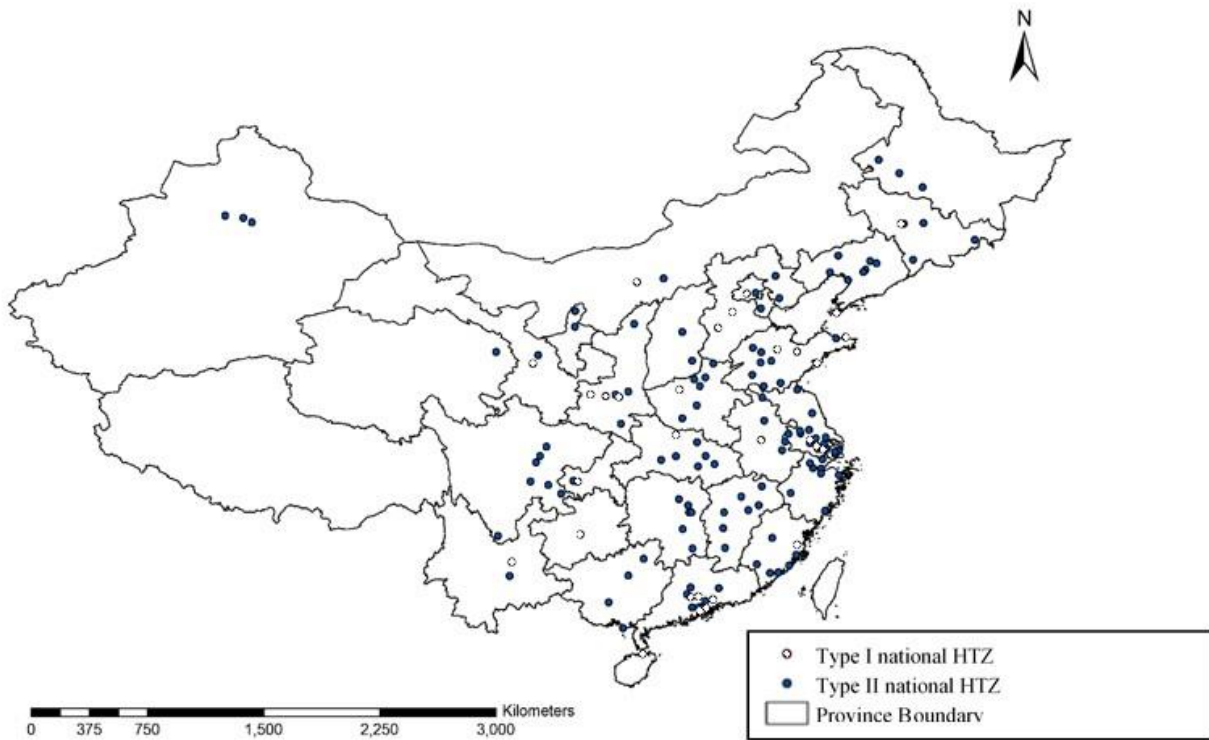 N
Type I national HTZ
Type II national HTZ
Province Boundary
Kilometers
0 375 750 1,500 2,250 3,000